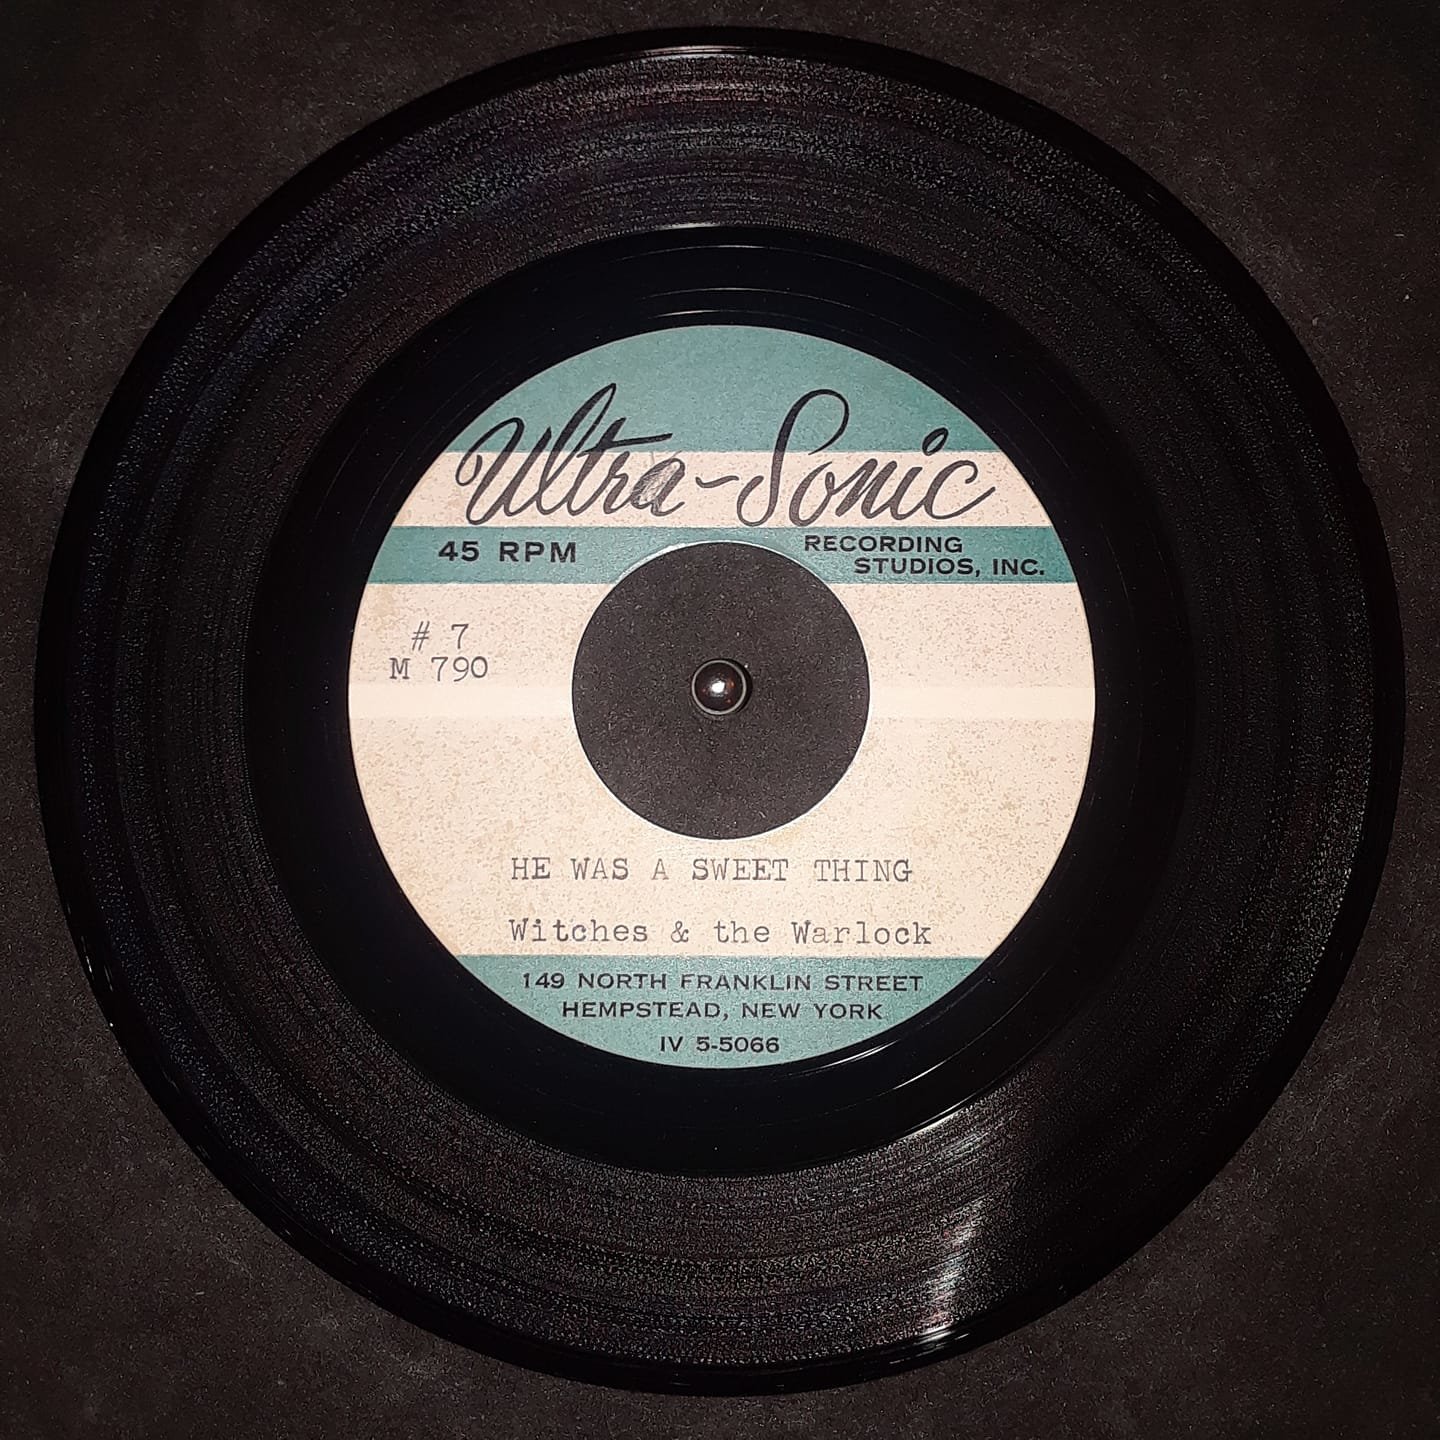 Ultra-Sonic
45 RPM
RECORDING
STUDIOS, INC.
# 7
M 790
HE WAS A SWEET THING
Witches & the Warlock
149 NORTH FRANKLIN STREET
HEMPSTEAD, NEW YORK
IV 5-5066